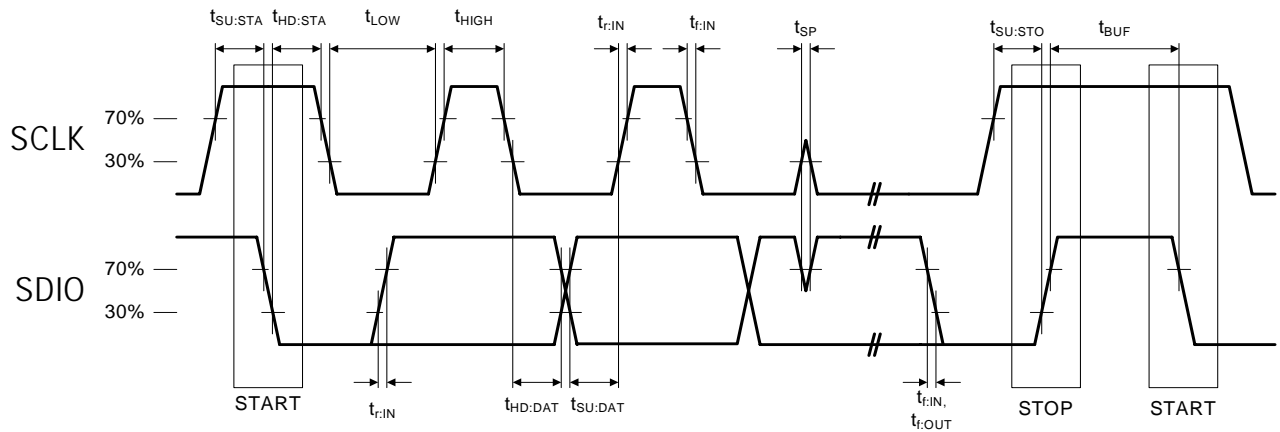 tSU:STA tHD:STA tLOW tHIGH tr:IN tf:IN tSP tSU:STO tBUF
SCLK
70%
30%
SDIO
70%
30%
START
tr:IN
tHD:DAT tSU:DAT
tf:IN,
tf:OUT
STOP
START